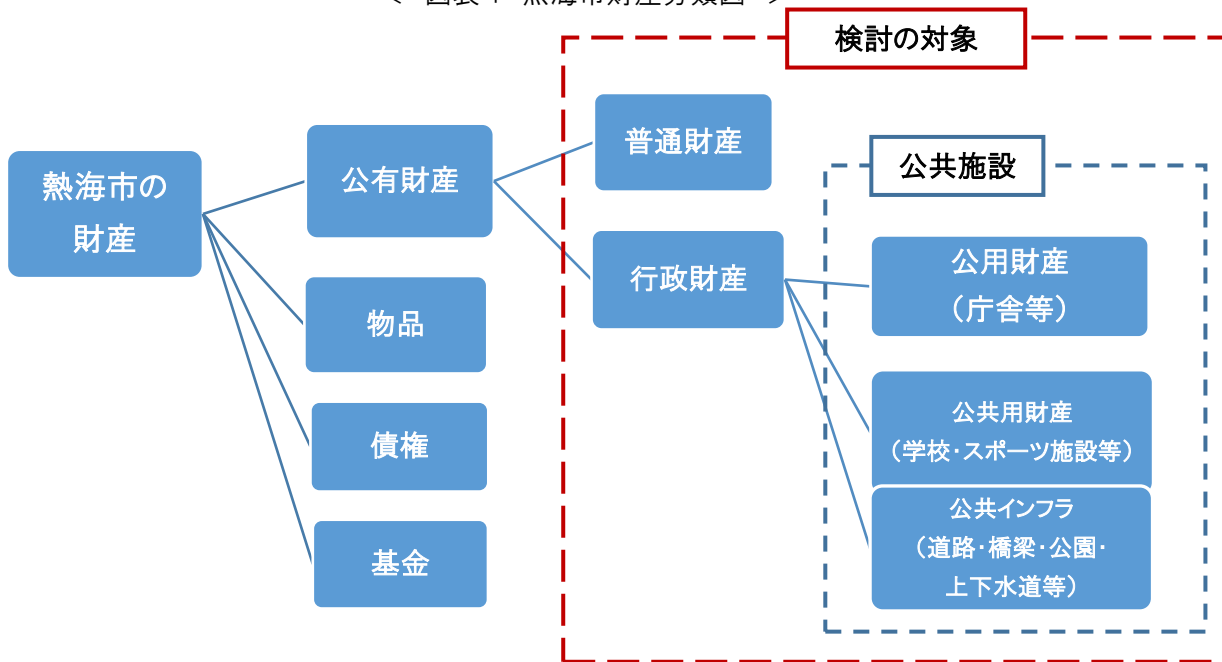 検討の対象
熱海市の
財産
公有財産
物品
債権
基金
普通財産
行政財産
公共施設
公用財産
（庁舎等）
公共用財産
（学校・スポーツ施設等）
公共インフラ
（道路・橋梁・公園・
上下水道等）